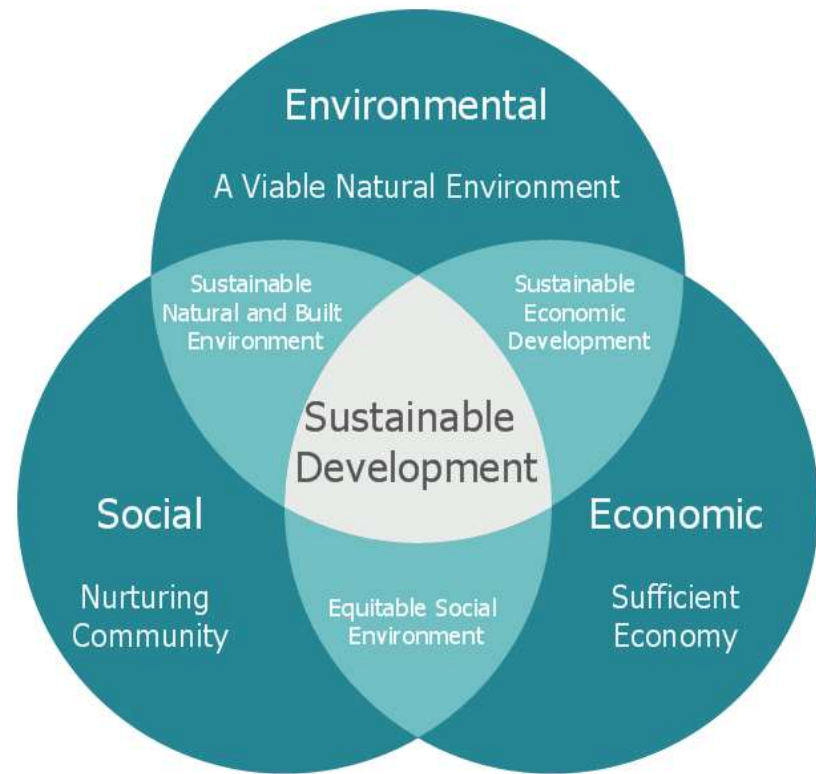 Environmental
A Viable Natural Environment
Sustainable
Natural and Built
Environment
Sustainable
Economic
Development
Sustainable
Development
Social
Nurturing
Community
Equitable Social
Environment
Economic
Sufficient
Economy